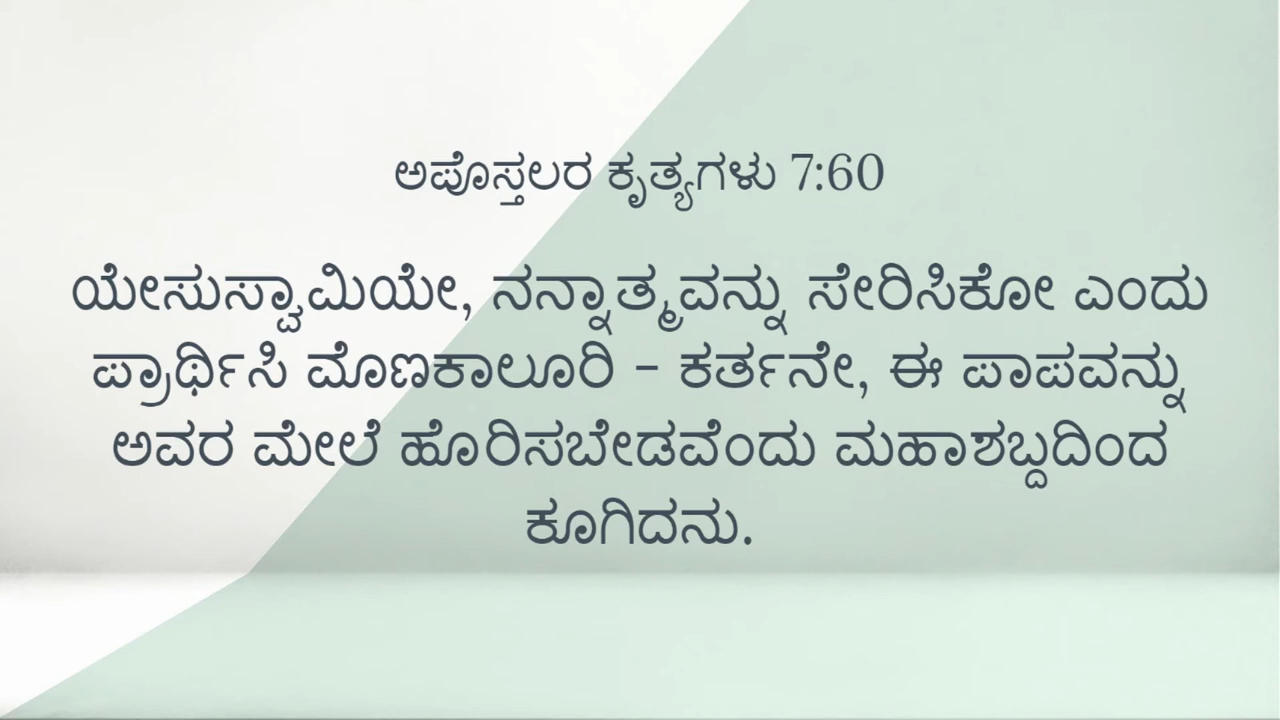 ಅಪೊಸ್ತಲರ ಕೃತ್ಯಗಳು 7:60
ಯೇಸುಸ್ವಾಮಿಯೇ, ನನ್ನಾತ್ಮವನ್ನು ಸೇರಿಸಿಕೋ ಎಂದು
ಪ್ರಾರ್ಥಿಸಿ ಮೊಣಕಾಲೂರಿ - ಕರ್ತನೇ, ಈ ಪಾಪವನ್ನು
ಅವರ ಮೇಲೆ ಹೊರಿಸಬೇಡವೆಂದು ಮಹಾಶಬ್ದದಿಂದ
ಕೂಗಿದನು.